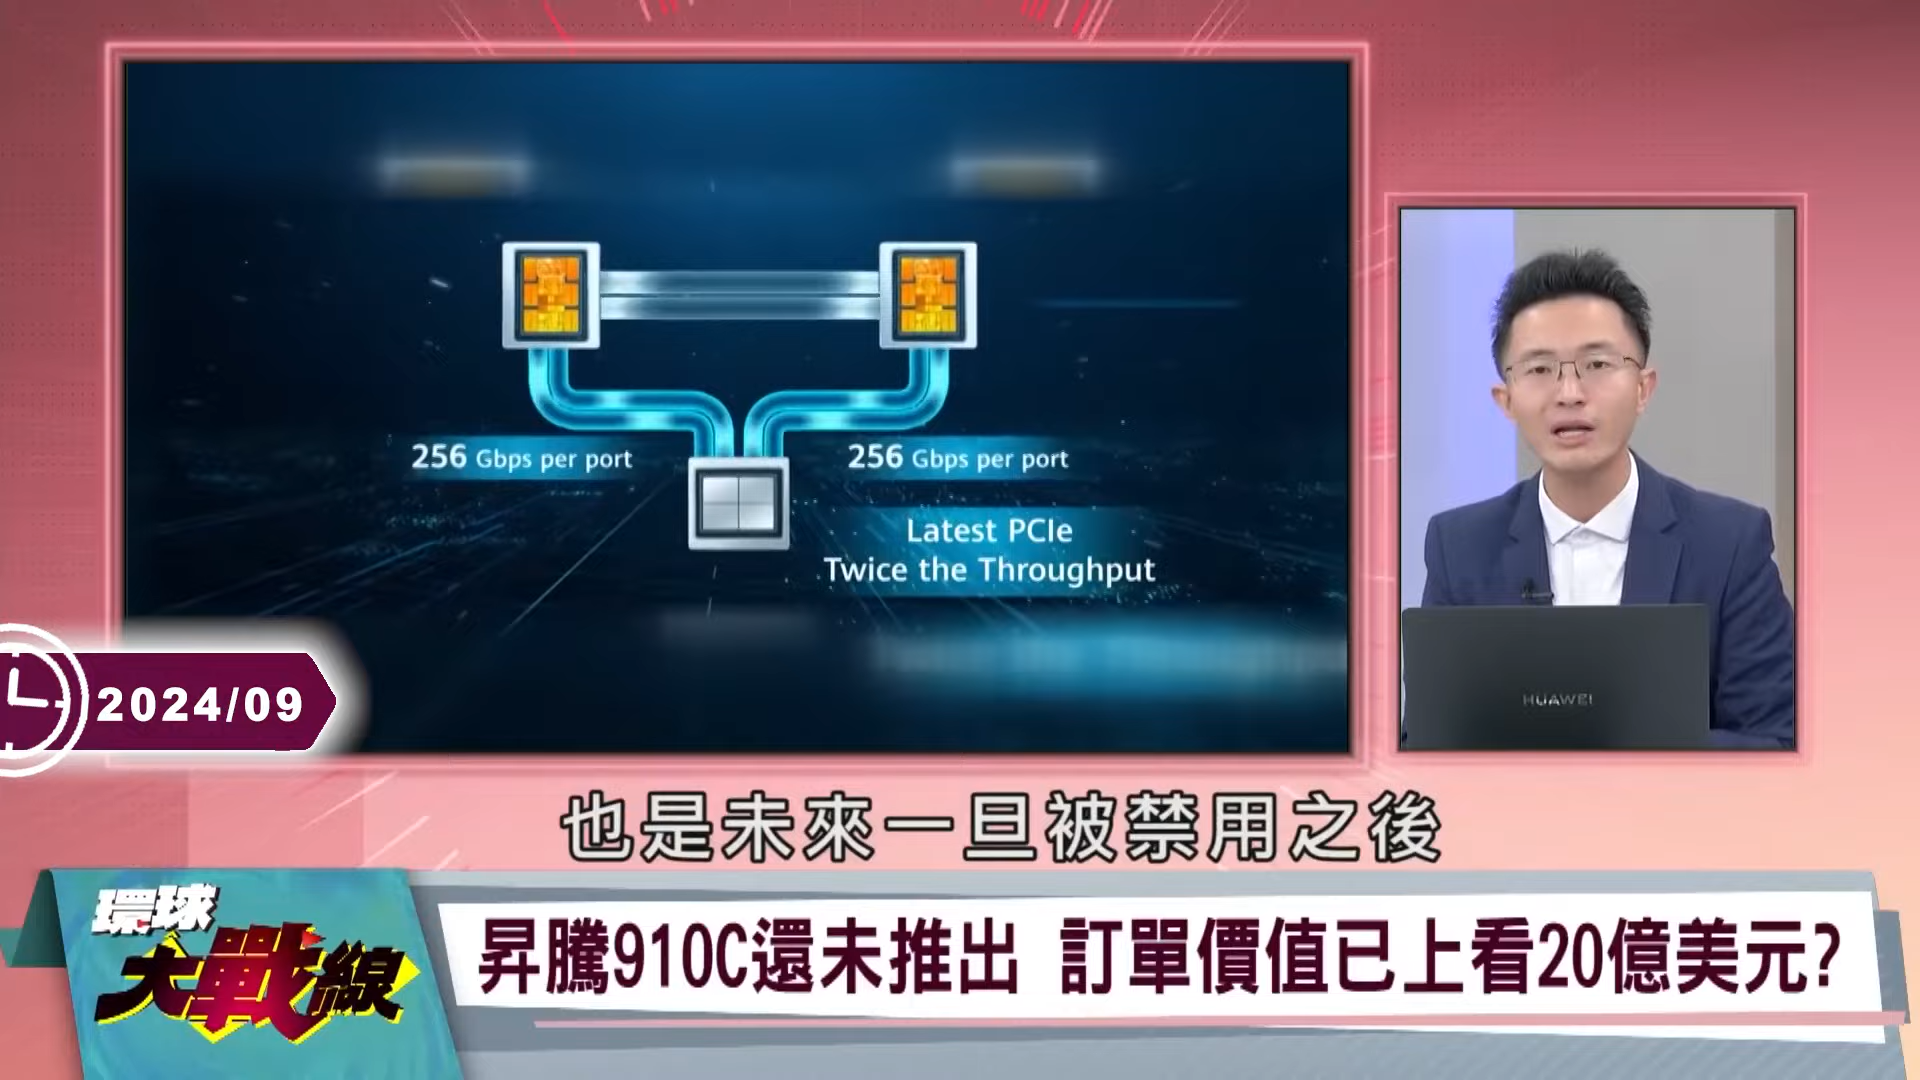 256 Gbps per port
256 Gbps per port
Latest PCIe
Twice the Throughput
HUAWEI
2024/09
也是未來一旦被禁用之後
環球
大戰線
昇騰910C還未推出 訂單價值已上看20億美元?